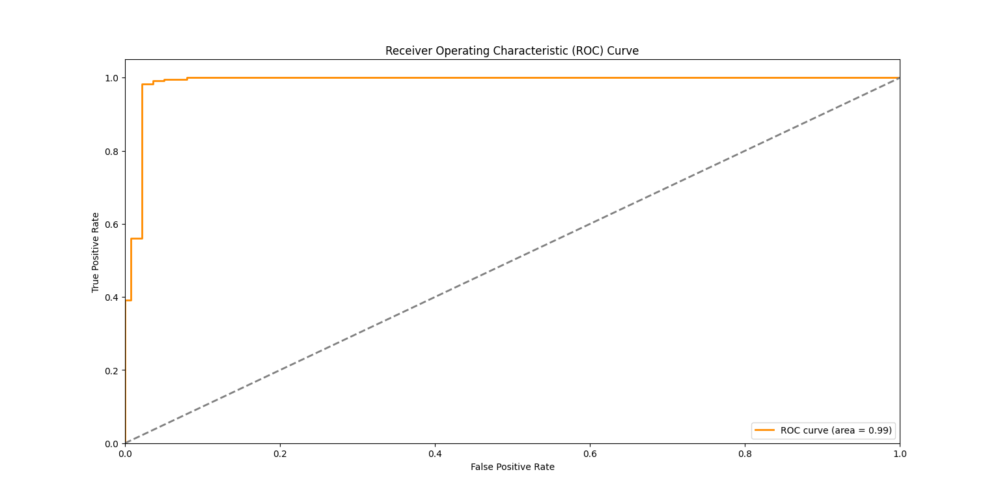 Receiver Operating Characteristic (ROC) Curve
1.0
0.8
0.6
0.4
0.2
0.0
True Positive Rate
ROC curve (area = 0.99)
0.0 0.2 0.4 0.6 0.8 1.0
False Positive Rate